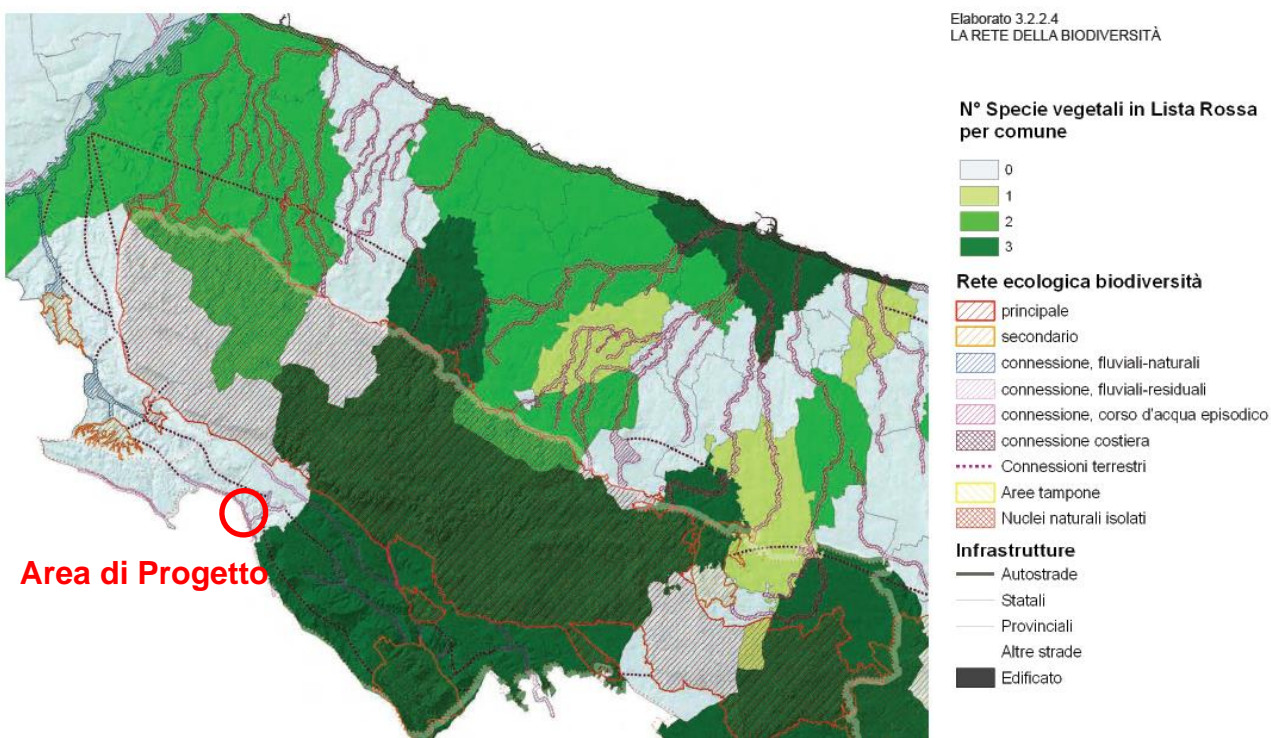 Elaborato 3.2.2.4
LA RETE DELLA BIODIVERSITÀ
N° Specie vegetali in Lista Rossa
per comune
0
1
2
3
Rete ecologica biodiversità
principale
secondario
connessione, fluviali-naturali
connessione, fluviali-residuali
connessione, corso d'acqua episodico
connessione costiera
Connessioni terrestri
Aree tampone
Nuclei naturali isolati
Infrastrutture
Autostrade
Statali
Provinciali
Altre strade
Edificato
Area di Progetto